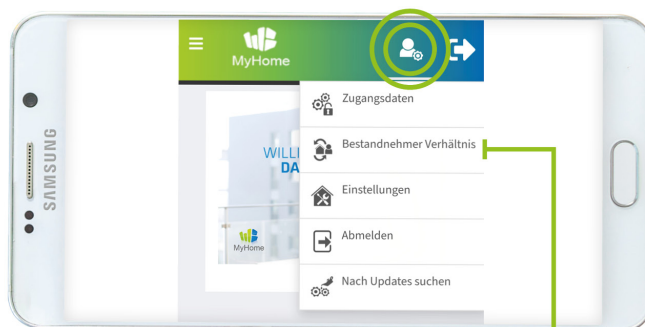 SAMSUNG
MyHome
Zugangsdaten
WILL
DA
Bestandnehmer Verhältnis
Einstellungen
MyHome
Abmelden
Nach Updates suchen